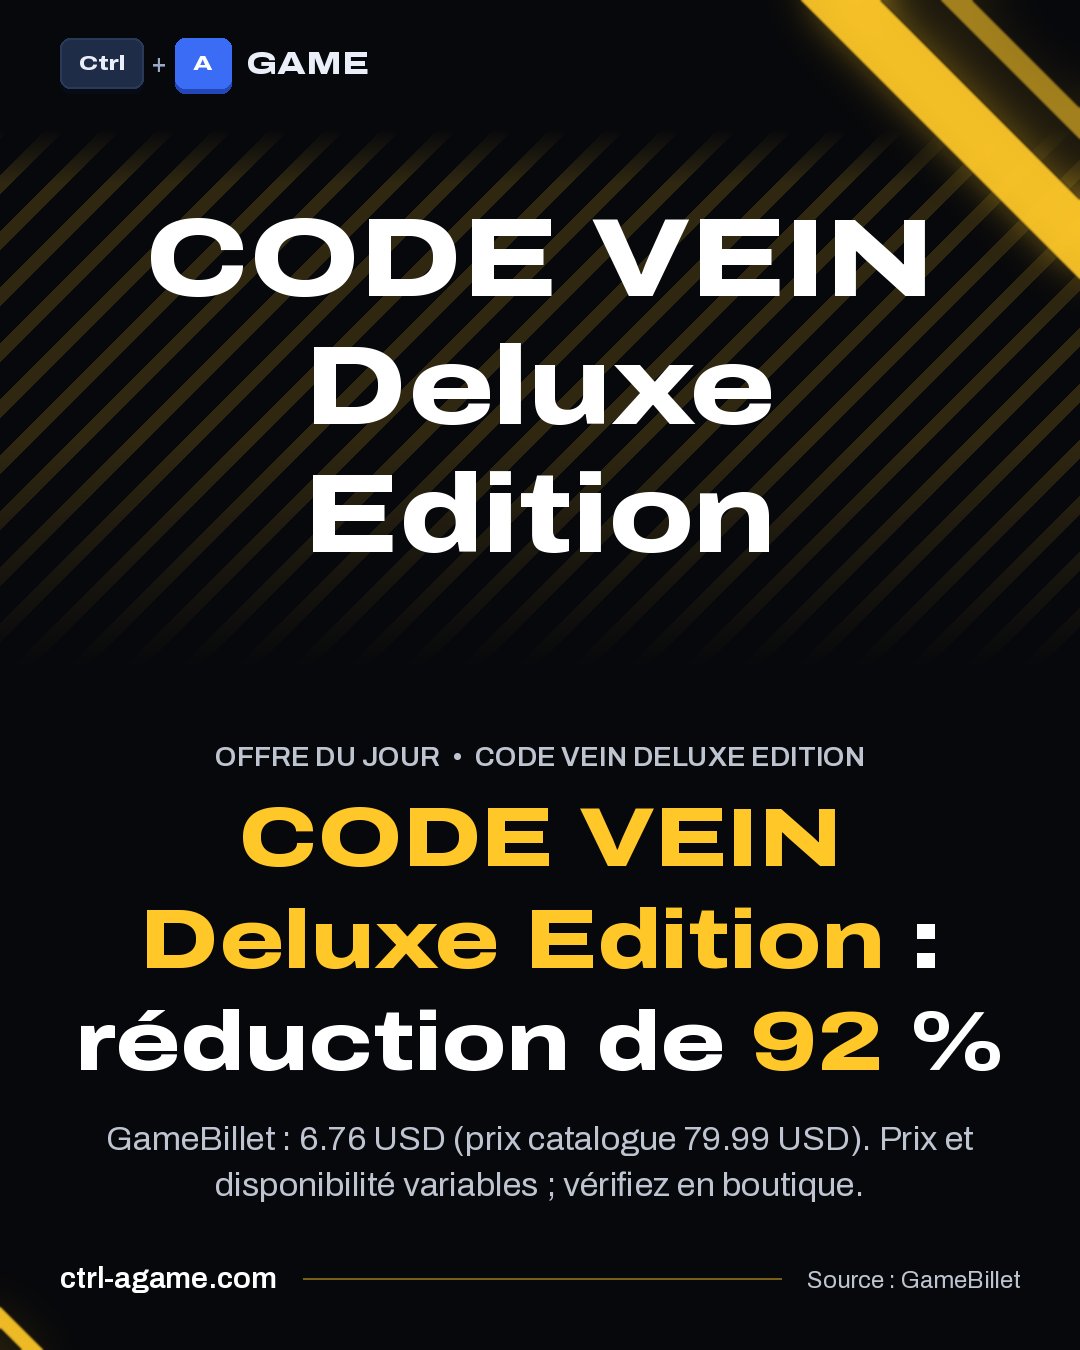 Ctrl + A GAME
CODE VEIN
Deluxe
Edition
OFFRE DU JOUR • CODE VEIN DELUXE EDITION
CODE VEIN
Deluxe Edition :
réduction de 92 %
GameBillet : 6.76 USD (prix catalogue 79.99 USD). Prix et
disponibilité variables ; vérifiez en boutique.
ctrl-agame.com
Source : GameBillet